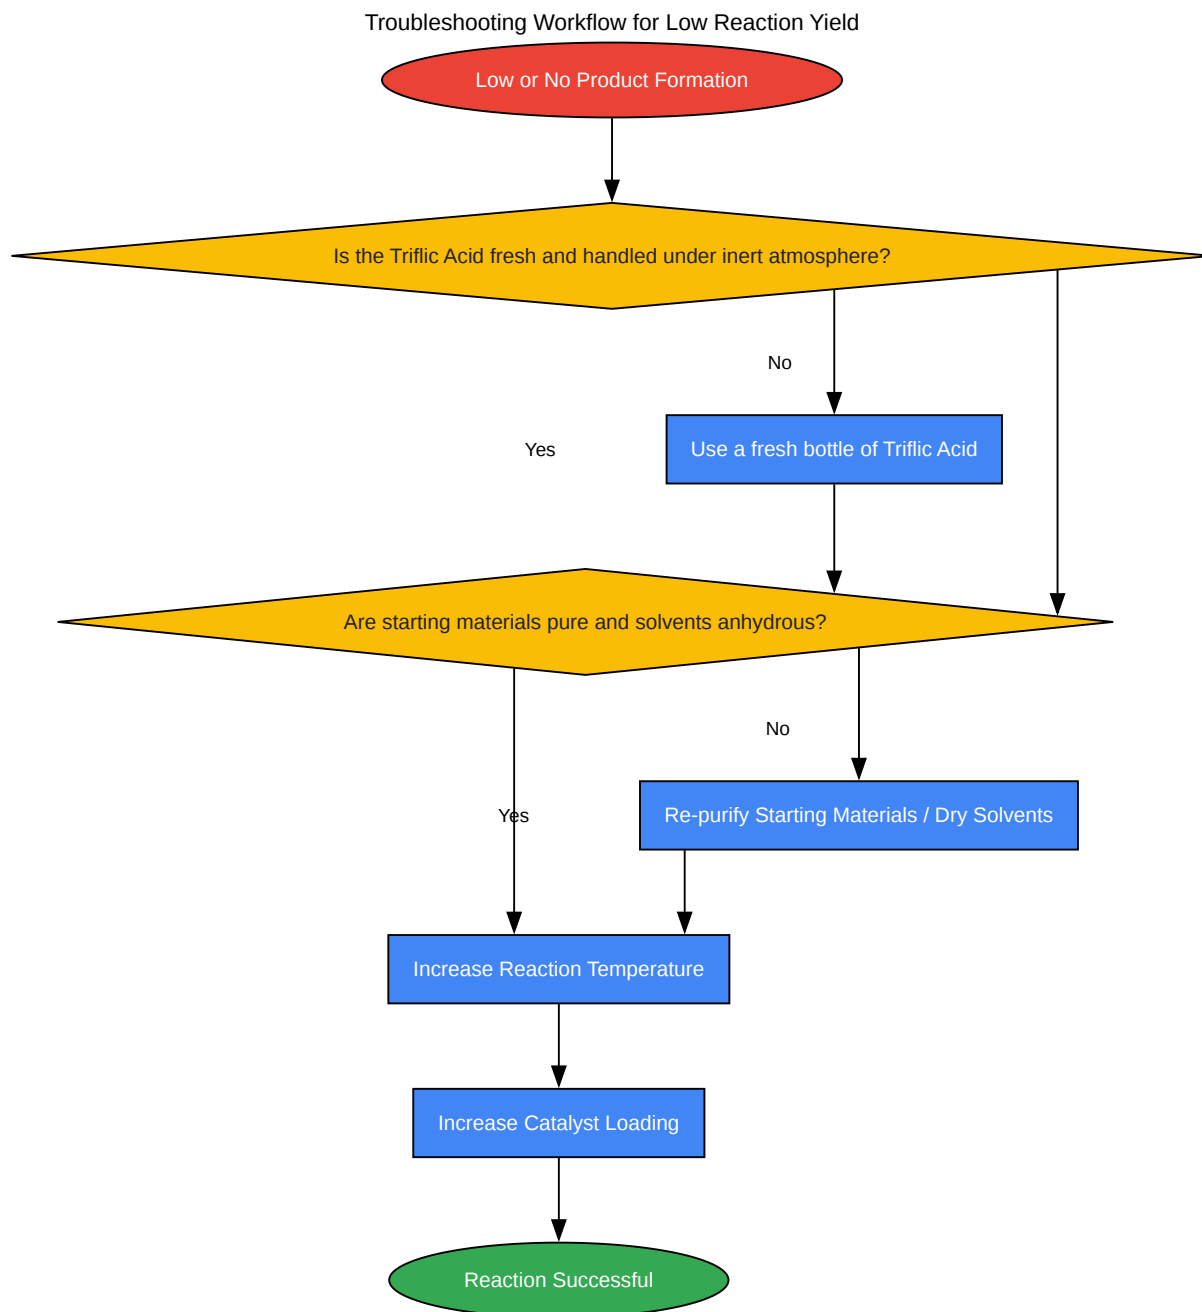 Troubleshooting Workflow for Low Reaction Yield
Low or No Product Formation
Is the Triflic Acid fresh and handled under inert atmosphere?
No
Yes
Use a fresh bottle of Triflic Acid
Are starting materials pure and solvents anhydrous?
No
Yes
Re-purify Starting Materials / Dry Solvents
Increase Reaction Temperature
Increase Catalyst Loading
Reaction Successful